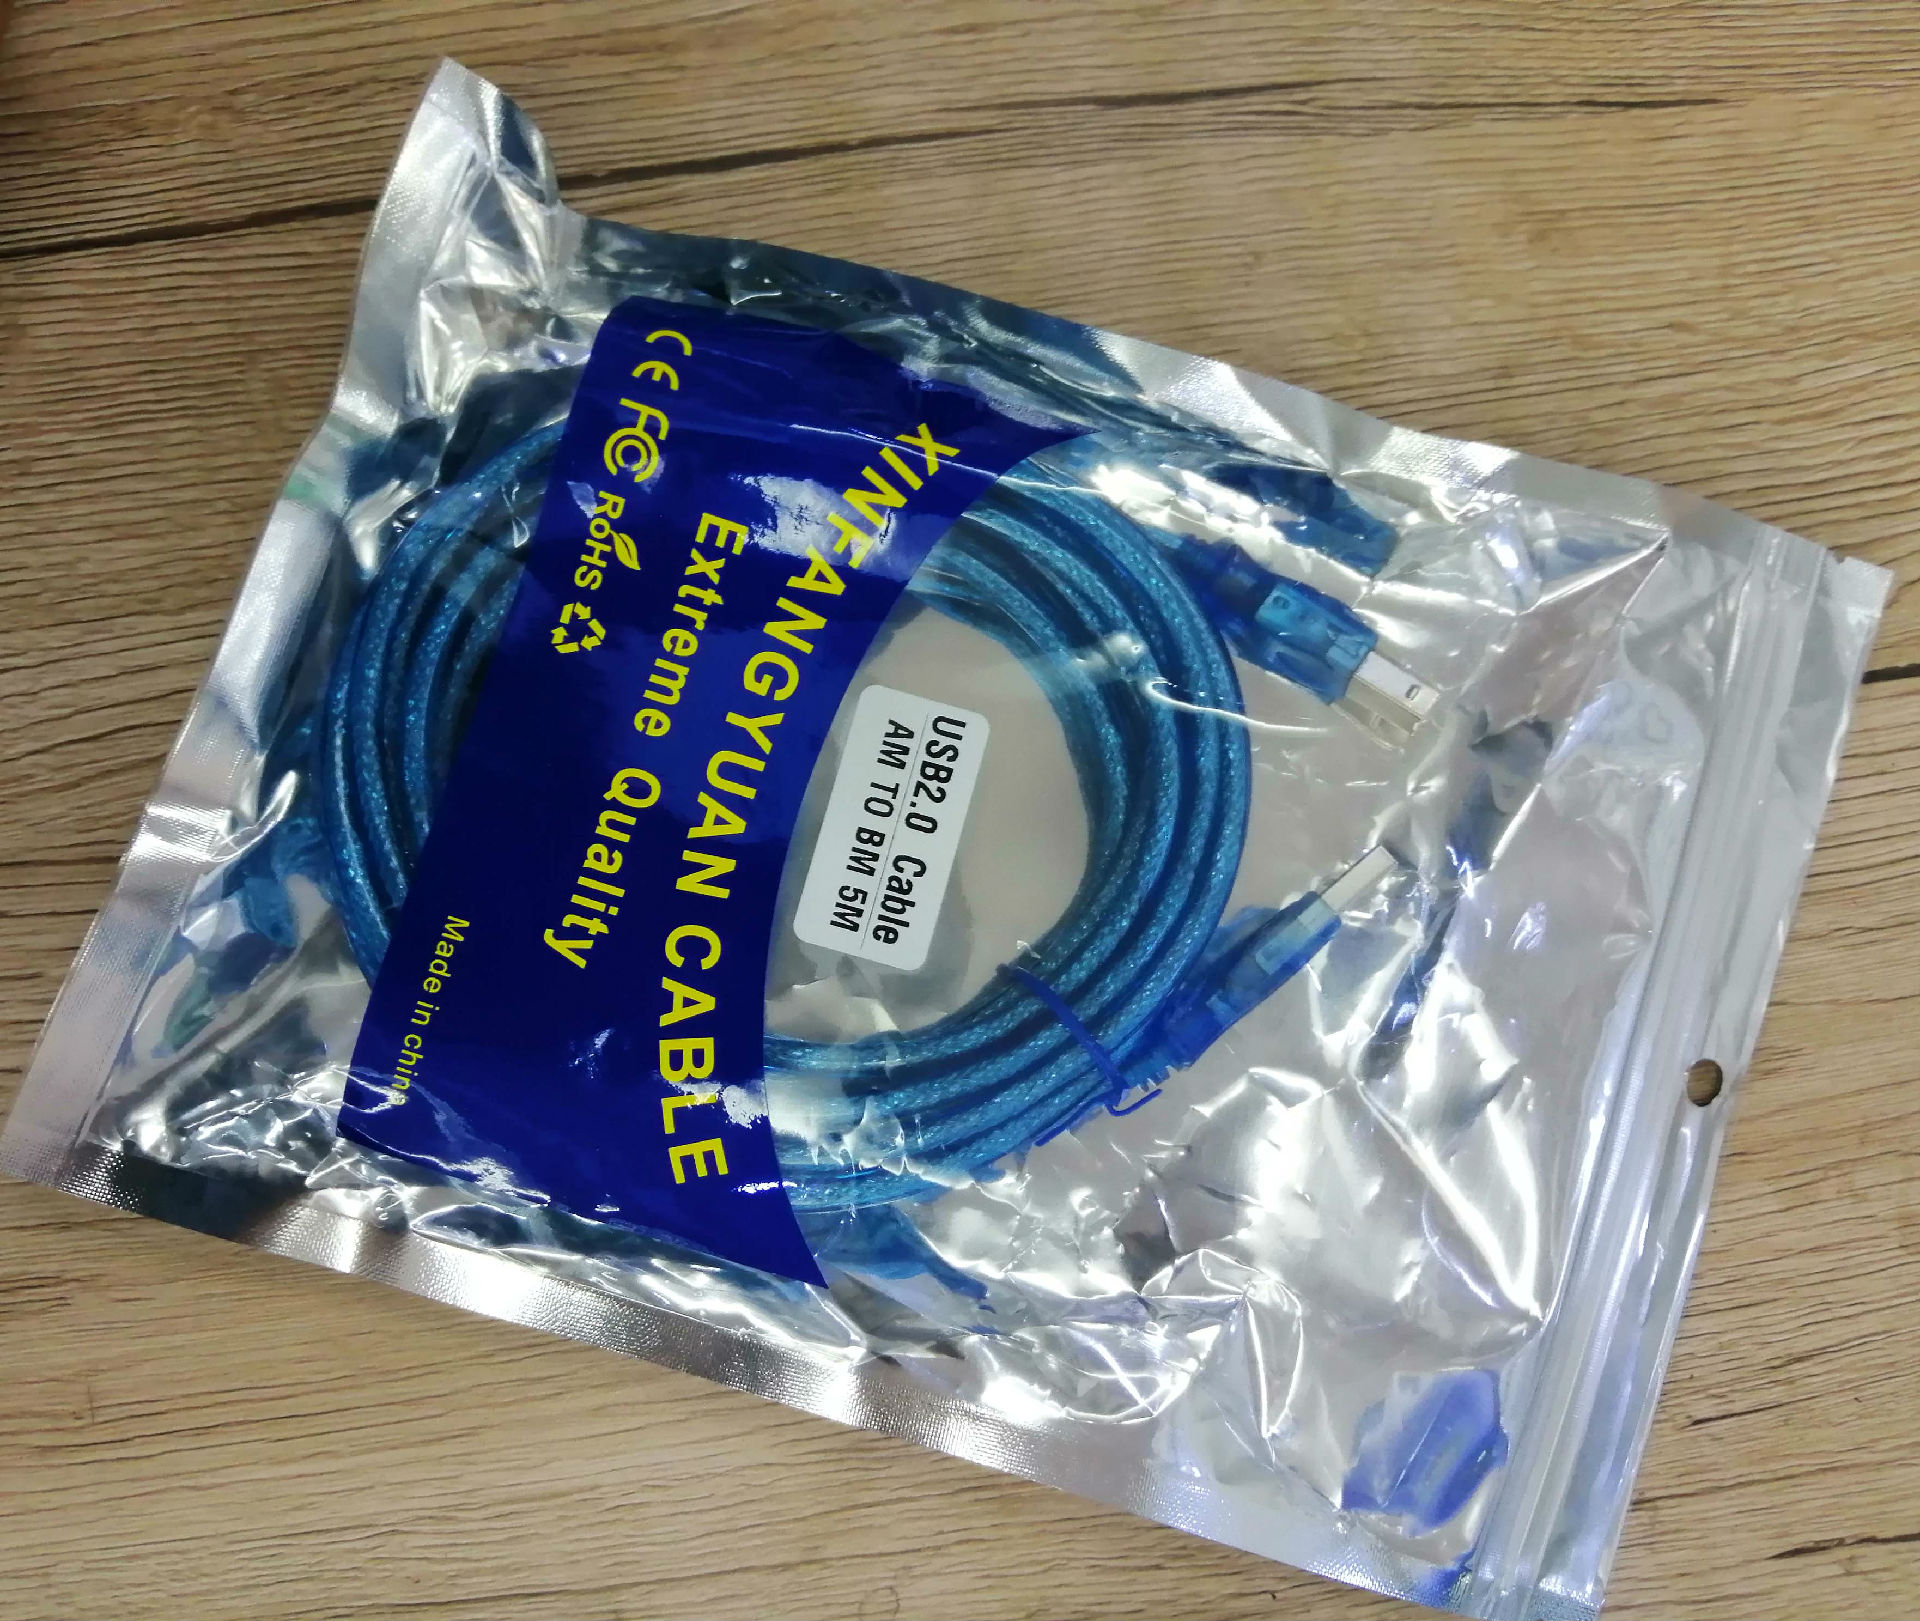 XINFANGYUAN CABLE
Extreme Quality
CE FC RoHS
Made in china
USB2.0 Cable
AM TO BM 5M